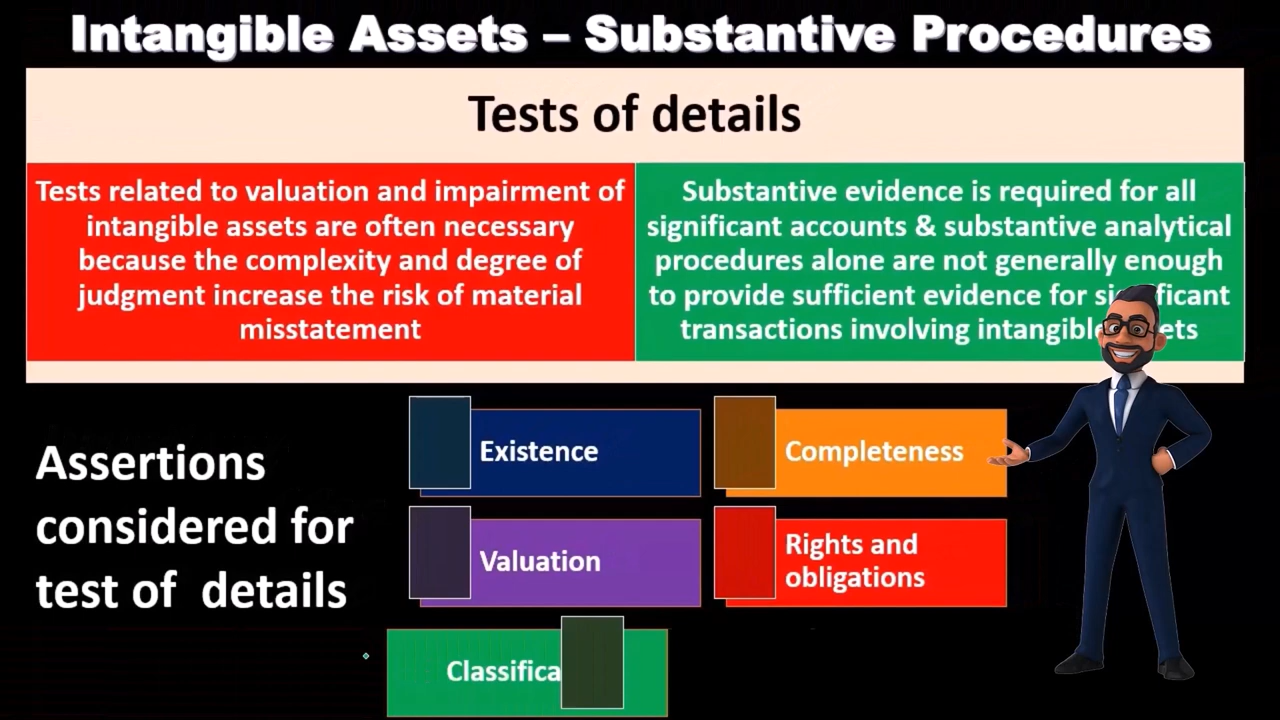 Intangible Assets – Substantive Procedures
Tests of details
Tests related to valuation and impairment of
intangible assets are often necessary
because the complexity and degree of
judgment increase the risk of material
misstatement
Substantive evidence is required for all
significant accounts & substantive analytical
procedures alone are not generally enough
to provide sufficient evidence for significant
transactions involving intangible assets
Assertions
considered for
test of details
Existence
Completeness
Valuation
Rights and
obligations
Classifica